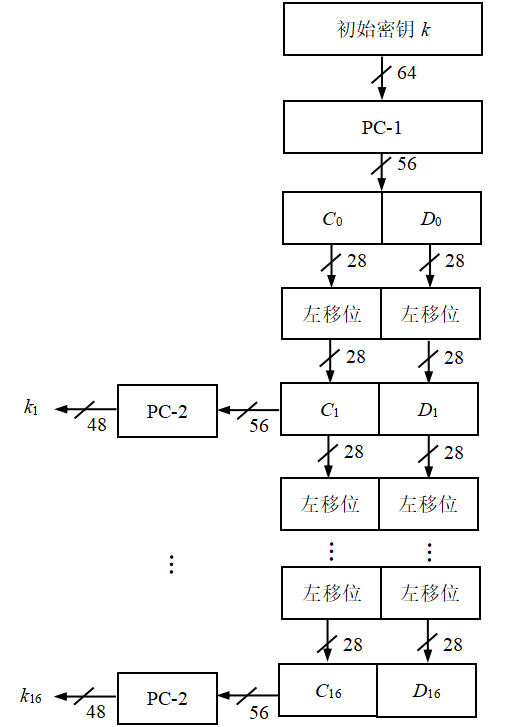 初始密钥 k
64
PC-1
56
C0 D0
28 28
左移位 左移位
28 28
k1 48 PC-2 56 C1 D1
28 28
左移位 左移位
⋮ ⋮
⋮
左移位 左移位
28 28
k16 48 PC-2 56 C16 D16